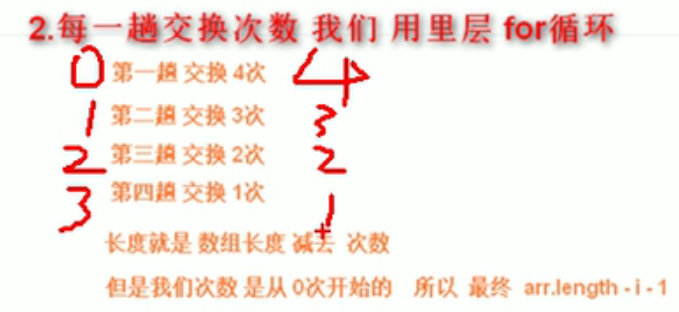 2.每一趟交换次数 我们 用里层 for循环
0 第一趟 交换 4次 4
1 第二趟 交换 3次 3
2 第三趟 交换 2次 2
3 第四趟 交换 1次 1
长度就是 数组长度 减去 次数
但是我们次数 是从 0次开始的 所以 最终 arr.length - i - 1